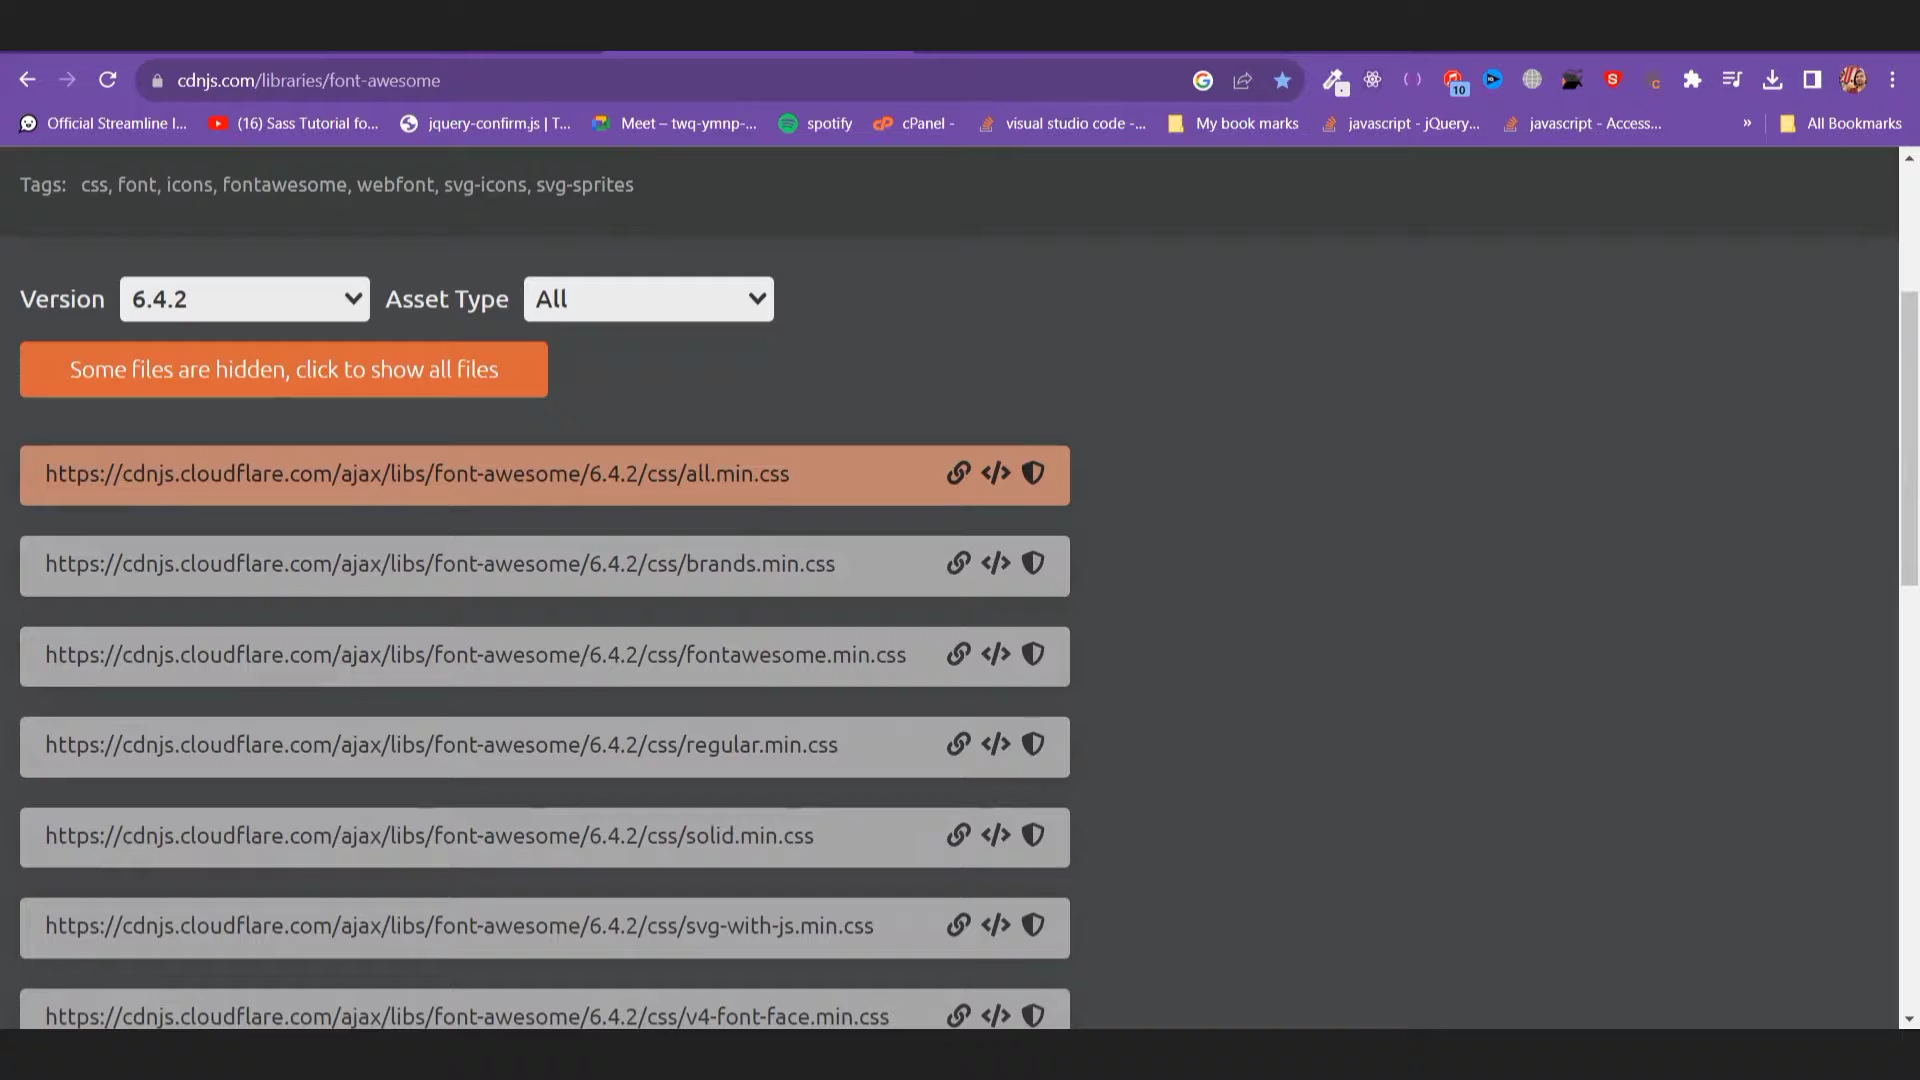 cdnjs.com/libraries/font-awesome
10
Official Streamline I... (16) Sass Tutorial fo... jquery-confirm.js | T... Meet – twq-ymnp-... spotify cPanel - visual studio code -... My book marks javascript - jQuery... javascript - Access... » All Bookmarks
Tags: css, font, icons, fontawesome, webfont, svg-icons, svg-sprites
Version 6.4.2 Asset Type All
Some files are hidden, click to show all files
https://cdnjs.cloudflare.com/ajax/libs/font-awesome/6.4.2/css/all.min.css
https://cdnjs.cloudflare.com/ajax/libs/font-awesome/6.4.2/css/brands.min.css
https://cdnjs.cloudflare.com/ajax/libs/font-awesome/6.4.2/css/fontawesome.min.css
https://cdnjs.cloudflare.com/ajax/libs/font-awesome/6.4.2/css/regular.min.css
https://cdnjs.cloudflare.com/ajax/libs/font-awesome/6.4.2/css/solid.min.css
https://cdnjs.cloudflare.com/ajax/libs/font-awesome/6.4.2/css/svg-with-js.min.css
https://cdnjs.cloudflare.com/ajax/libs/font-awesome/6.4.2/css/v4-font-face.min.css